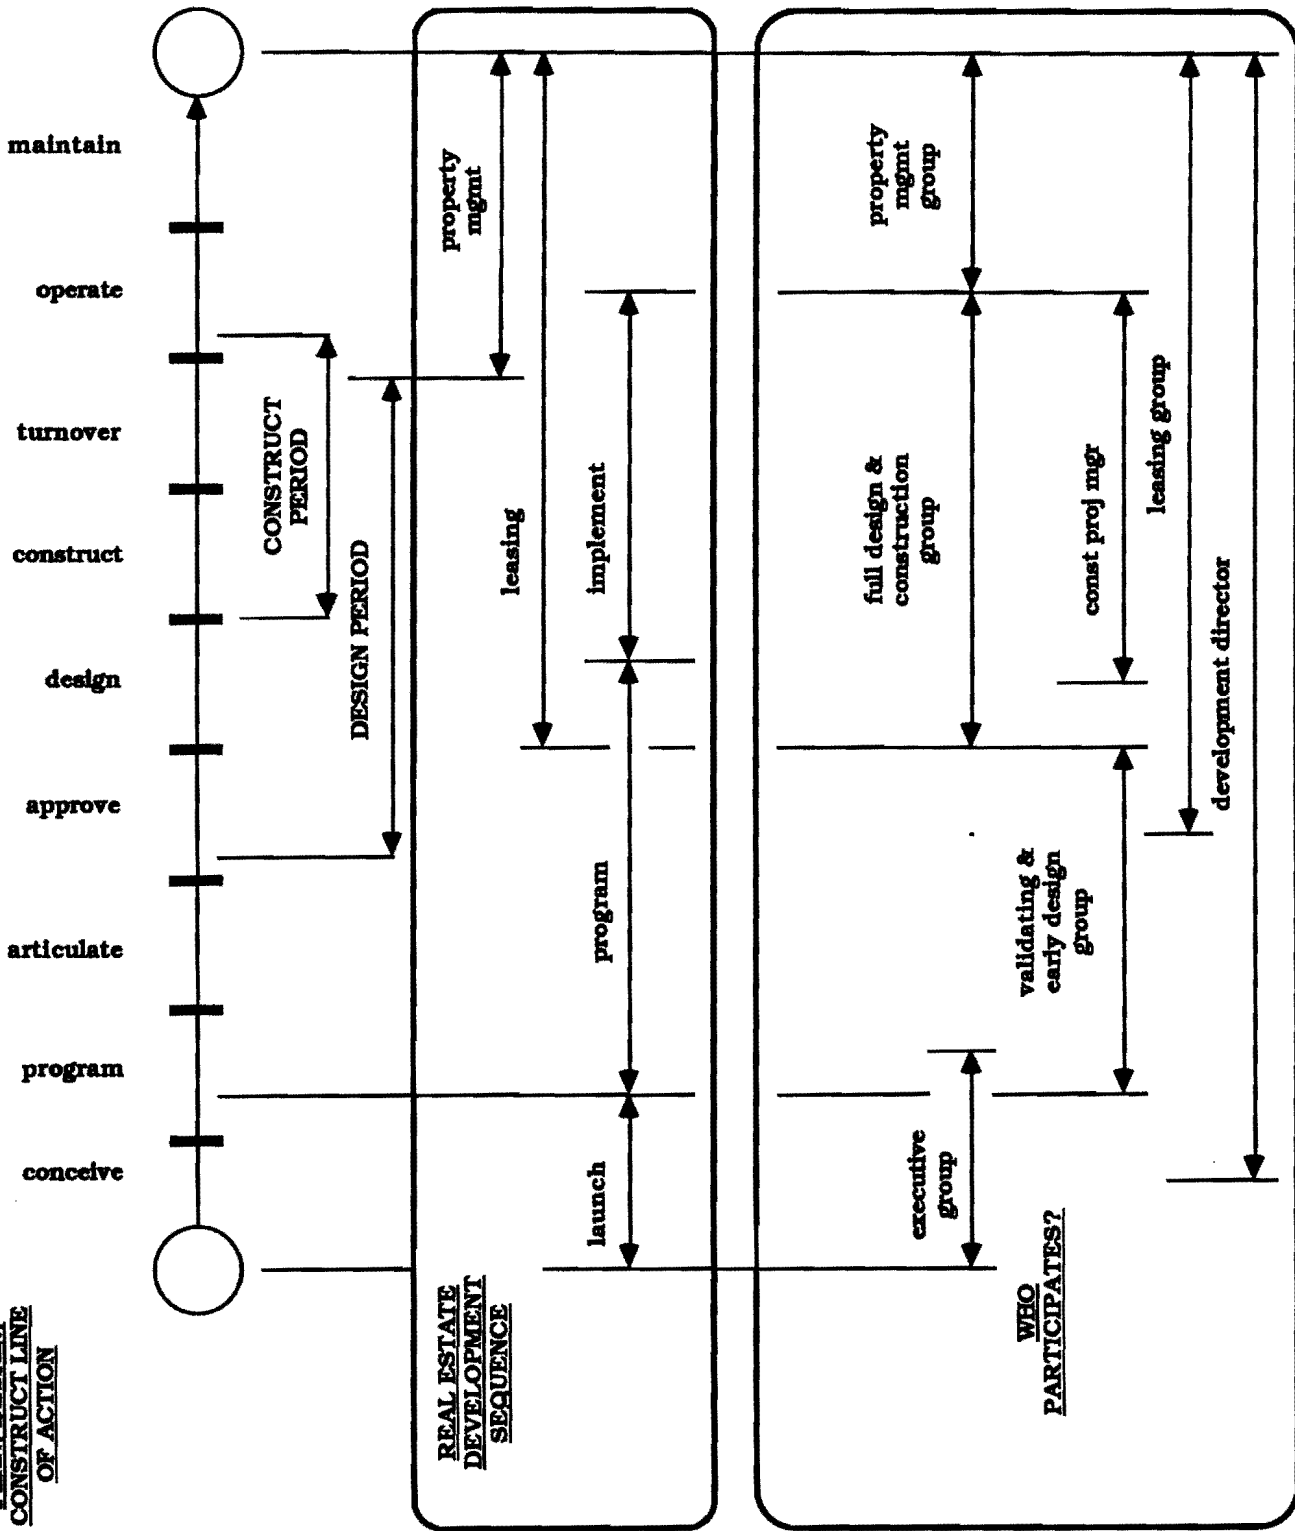 CONSTRUCT LINE
OF ACTION
conceive
program
articulate
approve
design
construct
turnover
operate
maintain
CONSTRUCT
PERIOD
DESIGN PERIOD
REAL ESTATE
DEVELOPMENT
SEQUENCE
property
mgmt
leasing
launch
program
implement
WHO
PARTICIPATES?
executive
group
full design &
construction
group
property
mgmt
group
validating &
early design
group
const proj mgr
leasing group
development director